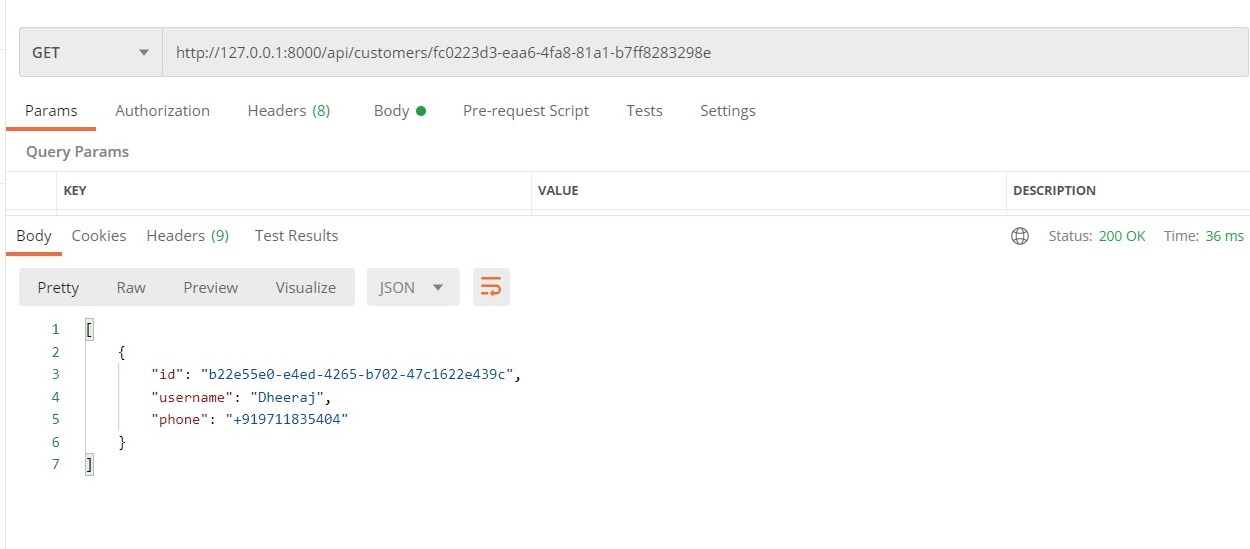 GET http://127.0.0.1:8000/api/customers/fc0223d3-eaa6-4fa8-81a1-b7ff8283298e
Params Authorization Headers (8) Body Pre-request Script Tests Settings
Query Params
KEY VALUE DESCRIPTION
Body Cookies Headers (9) Test Results Status: 200 OK Time: 36 ms
Pretty Raw Preview Visualize JSON
1 [
2 {
3 "id": "b22e55e0-e4ed-4265-b702-47c1622e439c",
4 "username": "Dheeraj",
5 "phone": "+919711835404"
6 }
7 ]